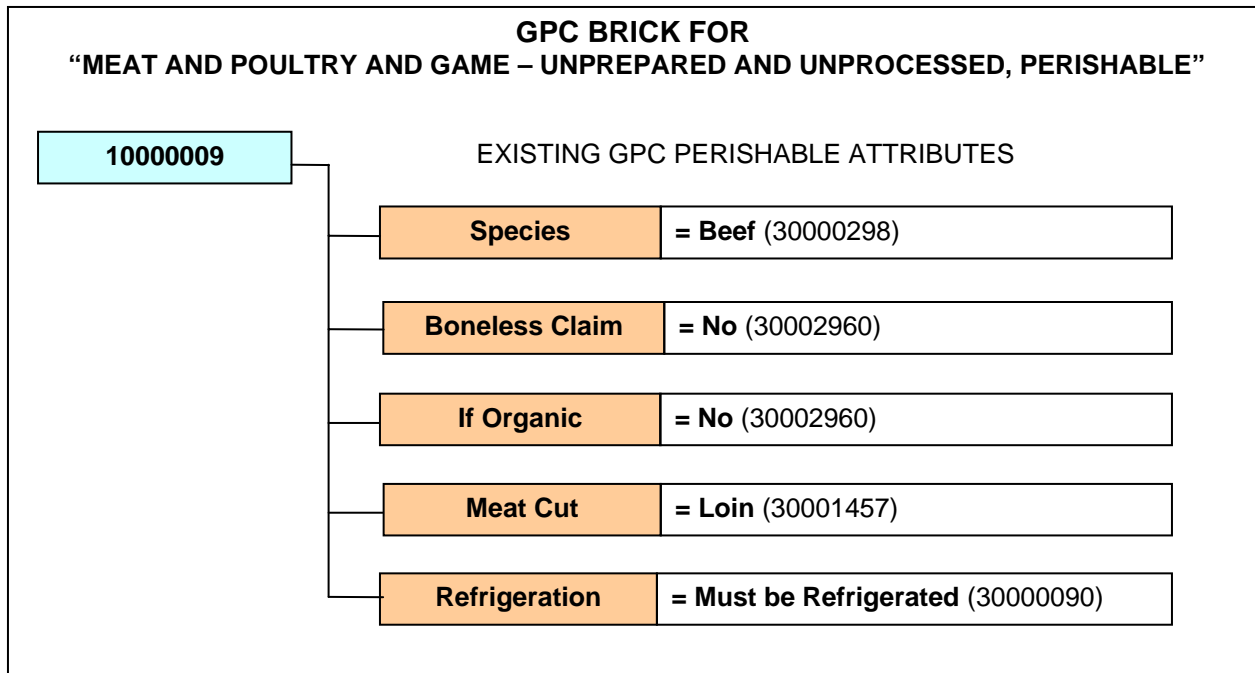 GPC BRICK FOR
“MEAT AND POULTRY AND GAME – UNPREPARED AND UNPROCESSED, PERISHABLE”
10000009
EXISTING GPC PERISHABLE ATTRIBUTES
Species = Beef (30000298)
Boneless Claim = No (30002960)
If Organic = No (30002960)
Meat Cut = Loin (30001457)
Refrigeration = Must be Refrigerated (30000090)